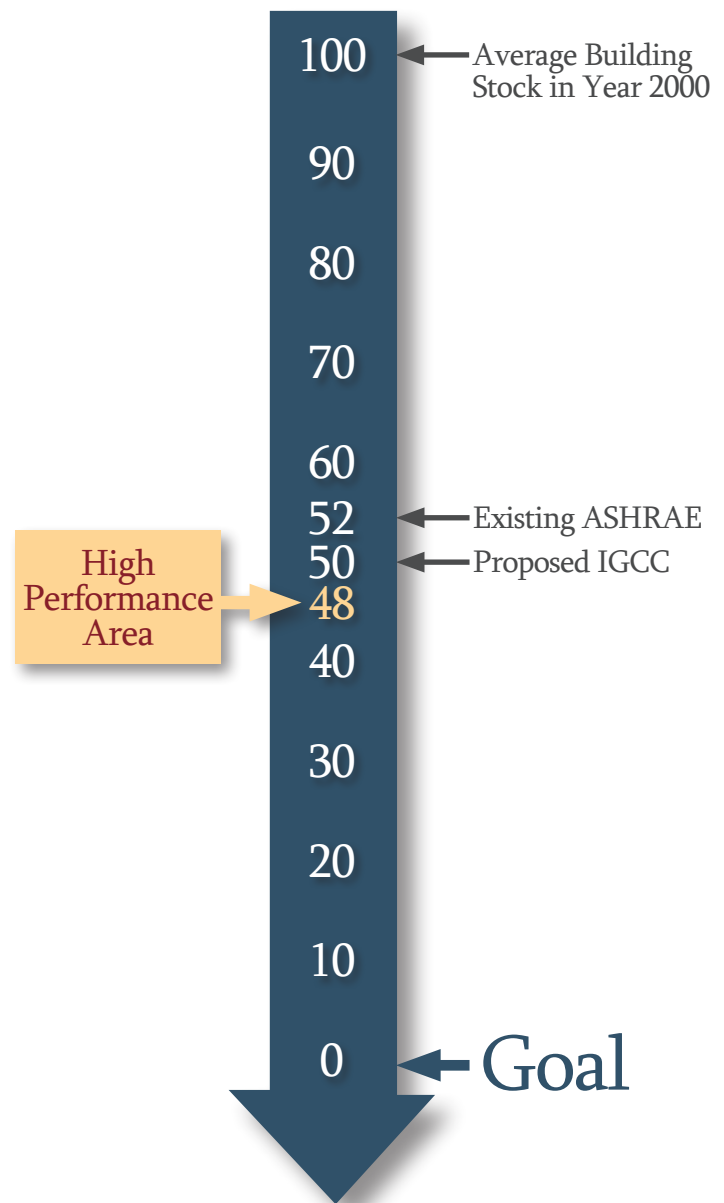 100
Average Building
Stock in Year 2000
90
80
70
60
52
Existing ASHRAE
50
Proposed IGCC
High
Performance
Area
48
40
30
20
10
0
Goal